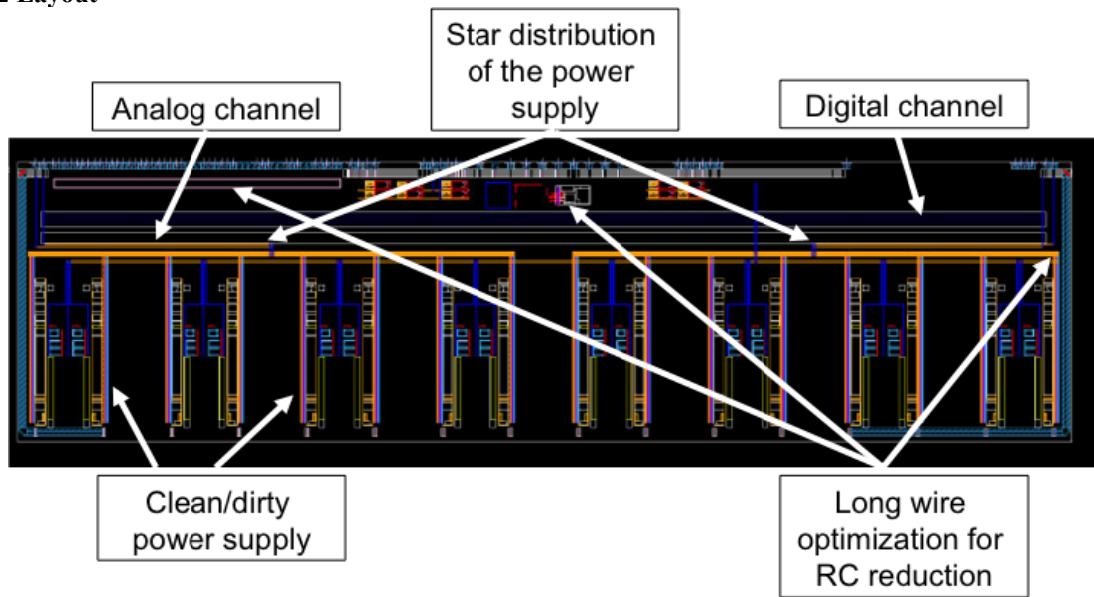 2 Layout
Star distribution
of the power
supply
Analog channel
Digital channel
Clean/dirty
power supply
Long wire
optimization for
RC reduction